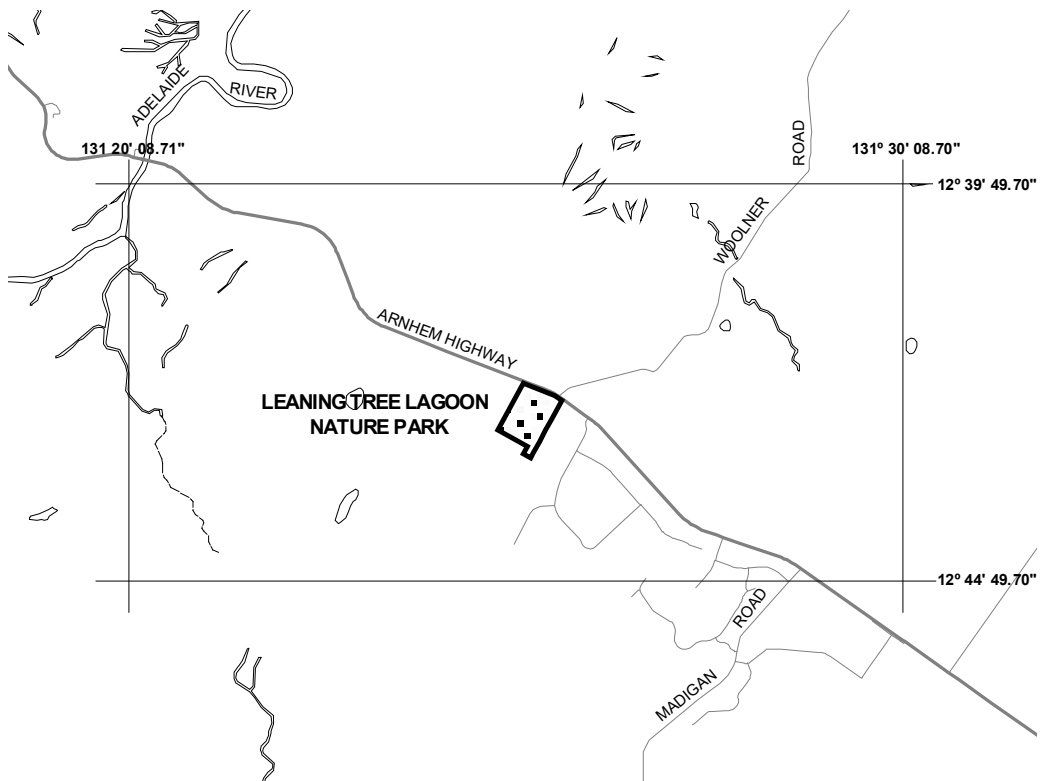 ADELAIDE
RIVER
131 20' 08.71"
131º 30' 08.70"
12º 39' 49.70"
WOOLNER
ROAD
ARNHEM HIGHWAY
LEANING TREE LAGOON
NATURE PARK
12º 44' 49.70"
MADIGAN
ROAD